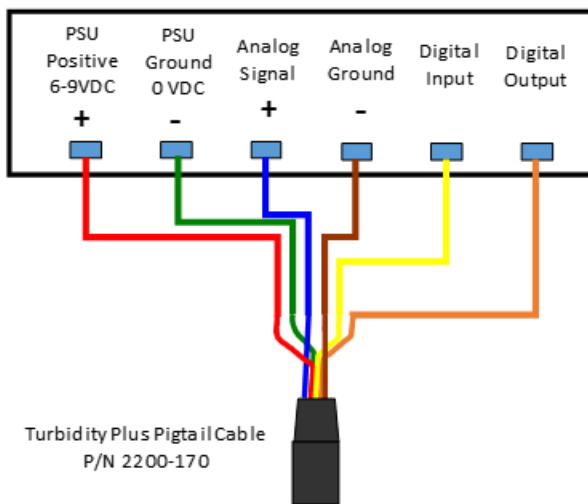 PSU
Positive
6-9VDC
+
PSU
Ground
0 VDC
-
Analog
Signal
+
Analog
Ground
-
Digital
Input
Digital
Output
Turbidity Plus Pigtail Cable
P/N 2200-170